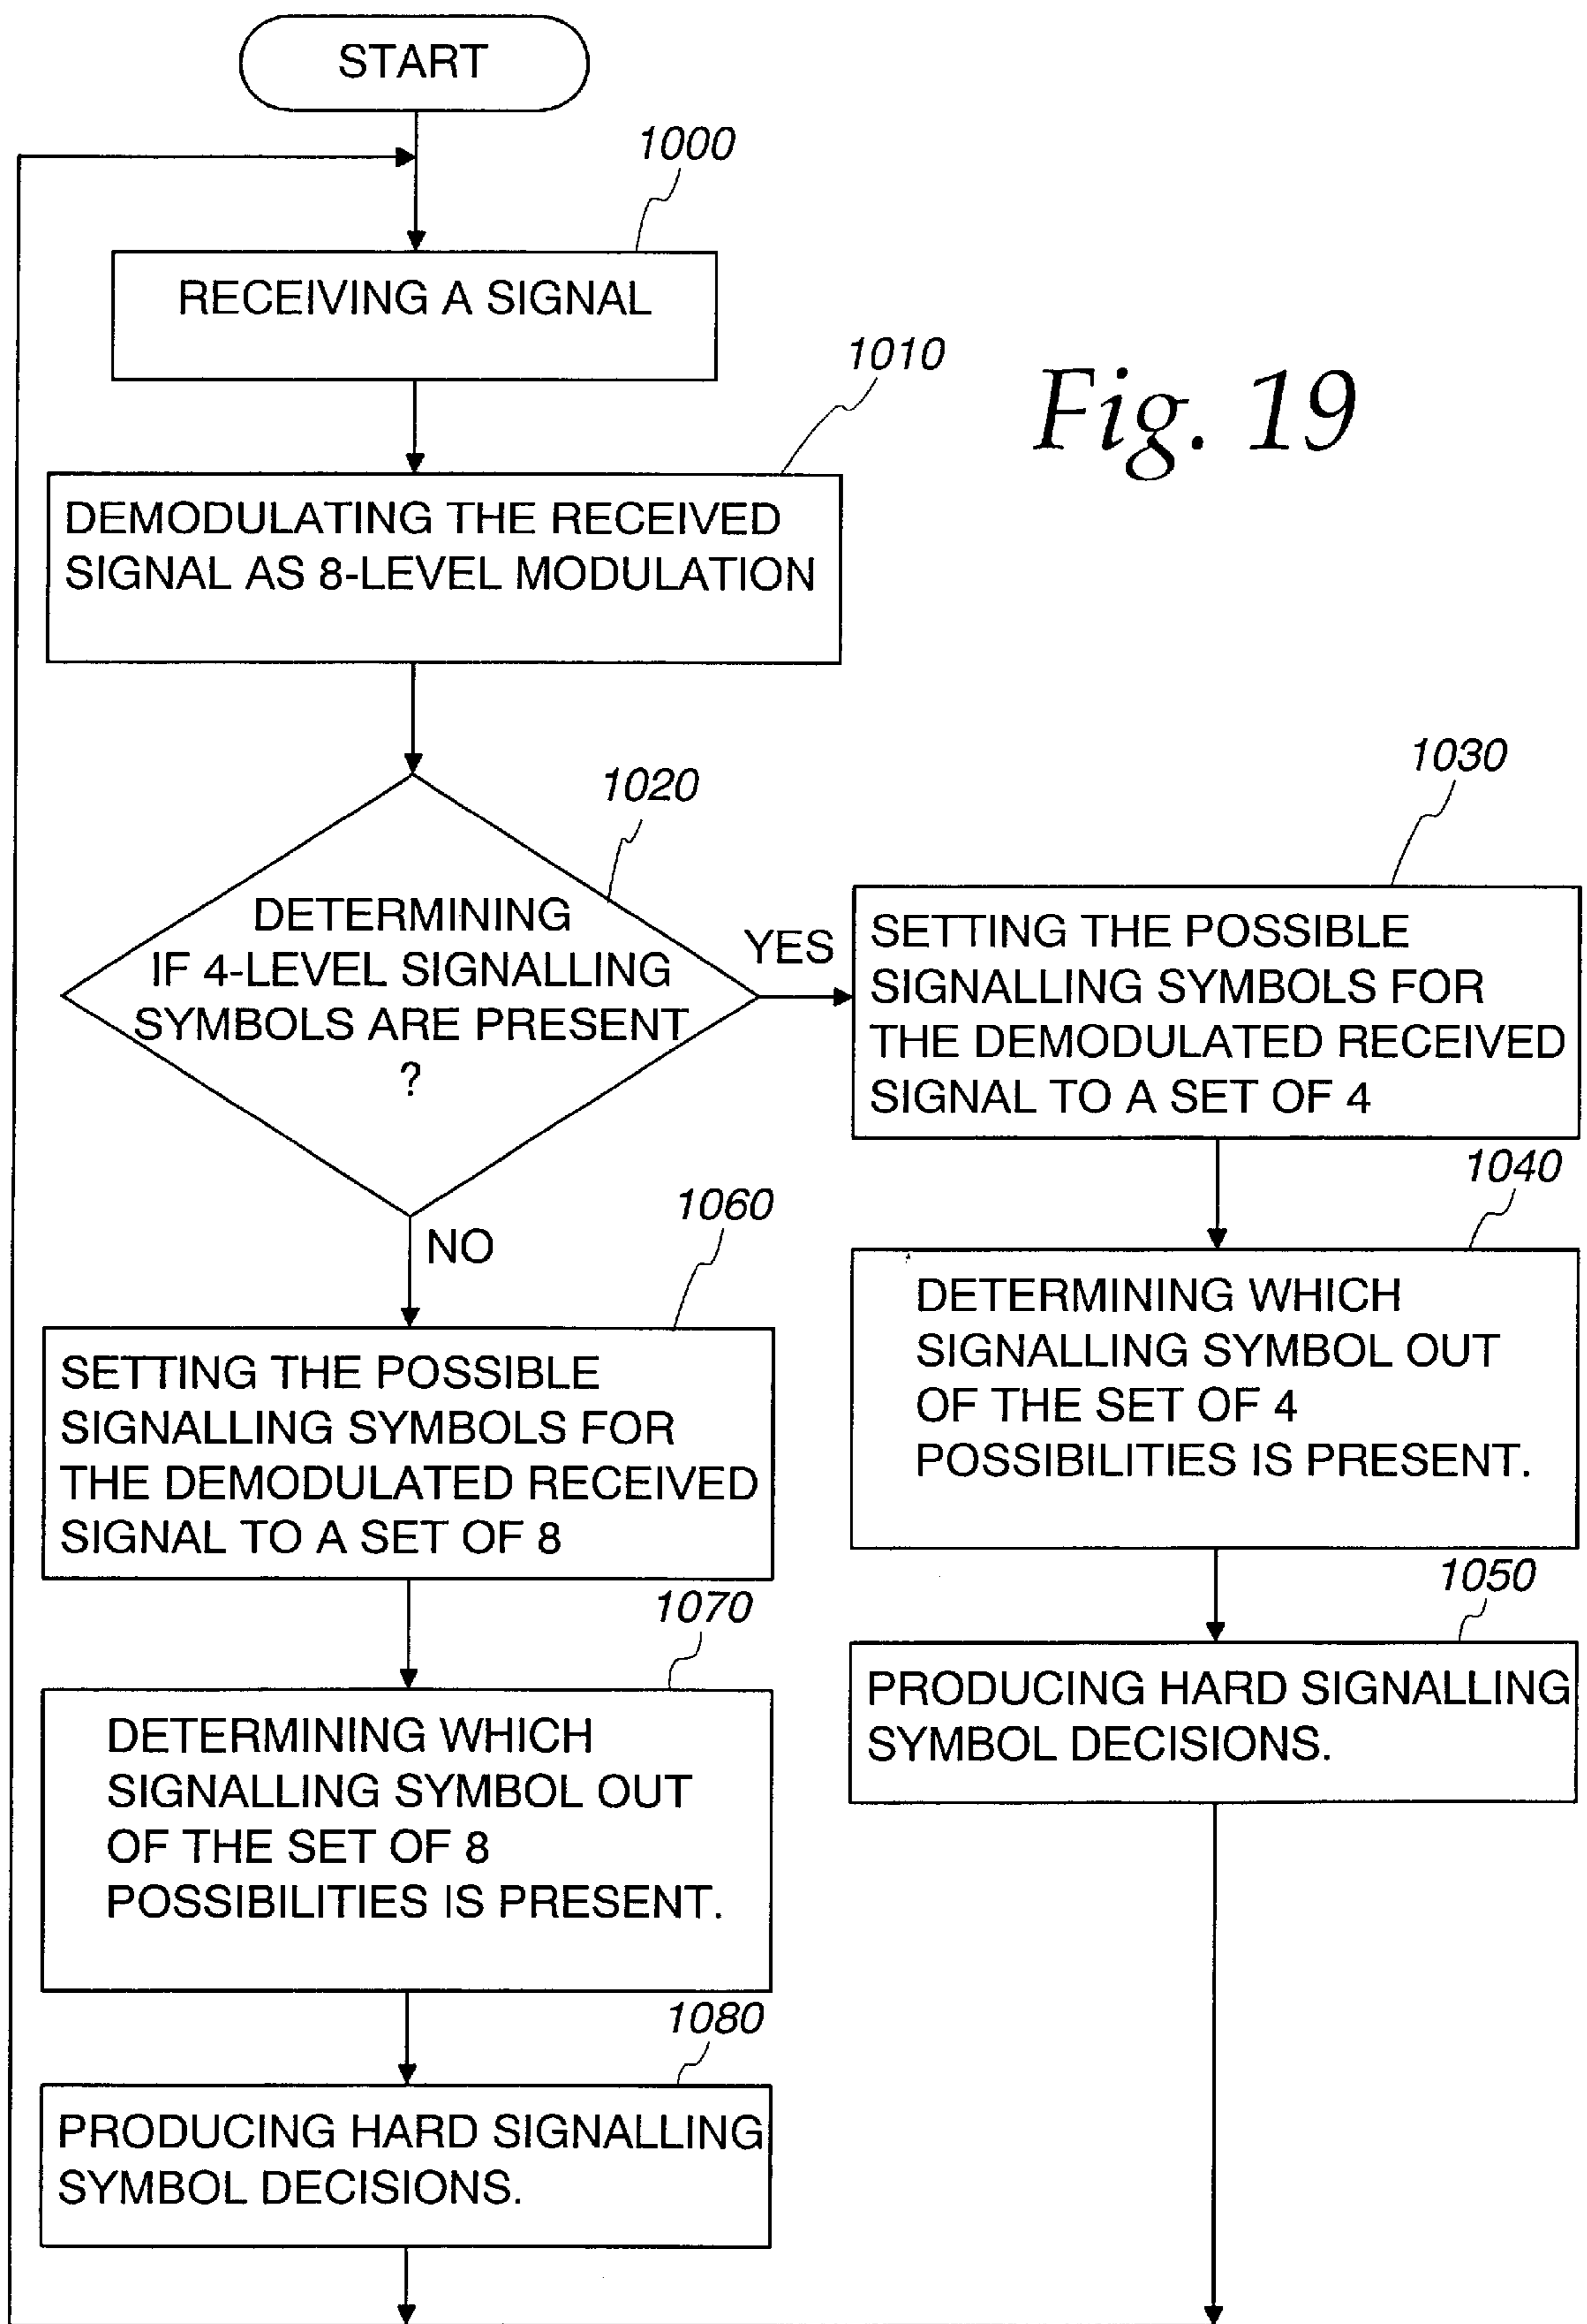 START
1000
RECEIVING A SIGNAL
1010
Fig. 19
DEMODULATING THE RECEIVED
SIGNAL AS 8-LEVEL MODULATION
1020
DETERMINING
IF 4-LEVEL SIGNALLING
SYMBOLS ARE PRESENT
?
YES
1030
SETTING THE POSSIBLE
SIGNALLING SYMBOLS FOR
THE DEMODULATED RECEIVED
SIGNAL TO A SET OF 4
1040
DETERMINING WHICH
SIGNALLING SYMBOL OUT
OF THE SET OF 4
POSSIBILITIES IS PRESENT.
1050
PRODUCING HARD SIGNALLING
SYMBOL DECISIONS.
NO
1060
SETTING THE POSSIBLE
SIGNALLING SYMBOLS FOR
THE DEMODULATED RECEIVED
SIGNAL TO A SET OF 8
1070
DETERMINING WHICH
SIGNALLING SYMBOL OUT
OF THE SET OF 8
POSSIBILITIES IS PRESENT.
1080
PRODUCING HARD SIGNALLING
SYMBOL DECISIONS.